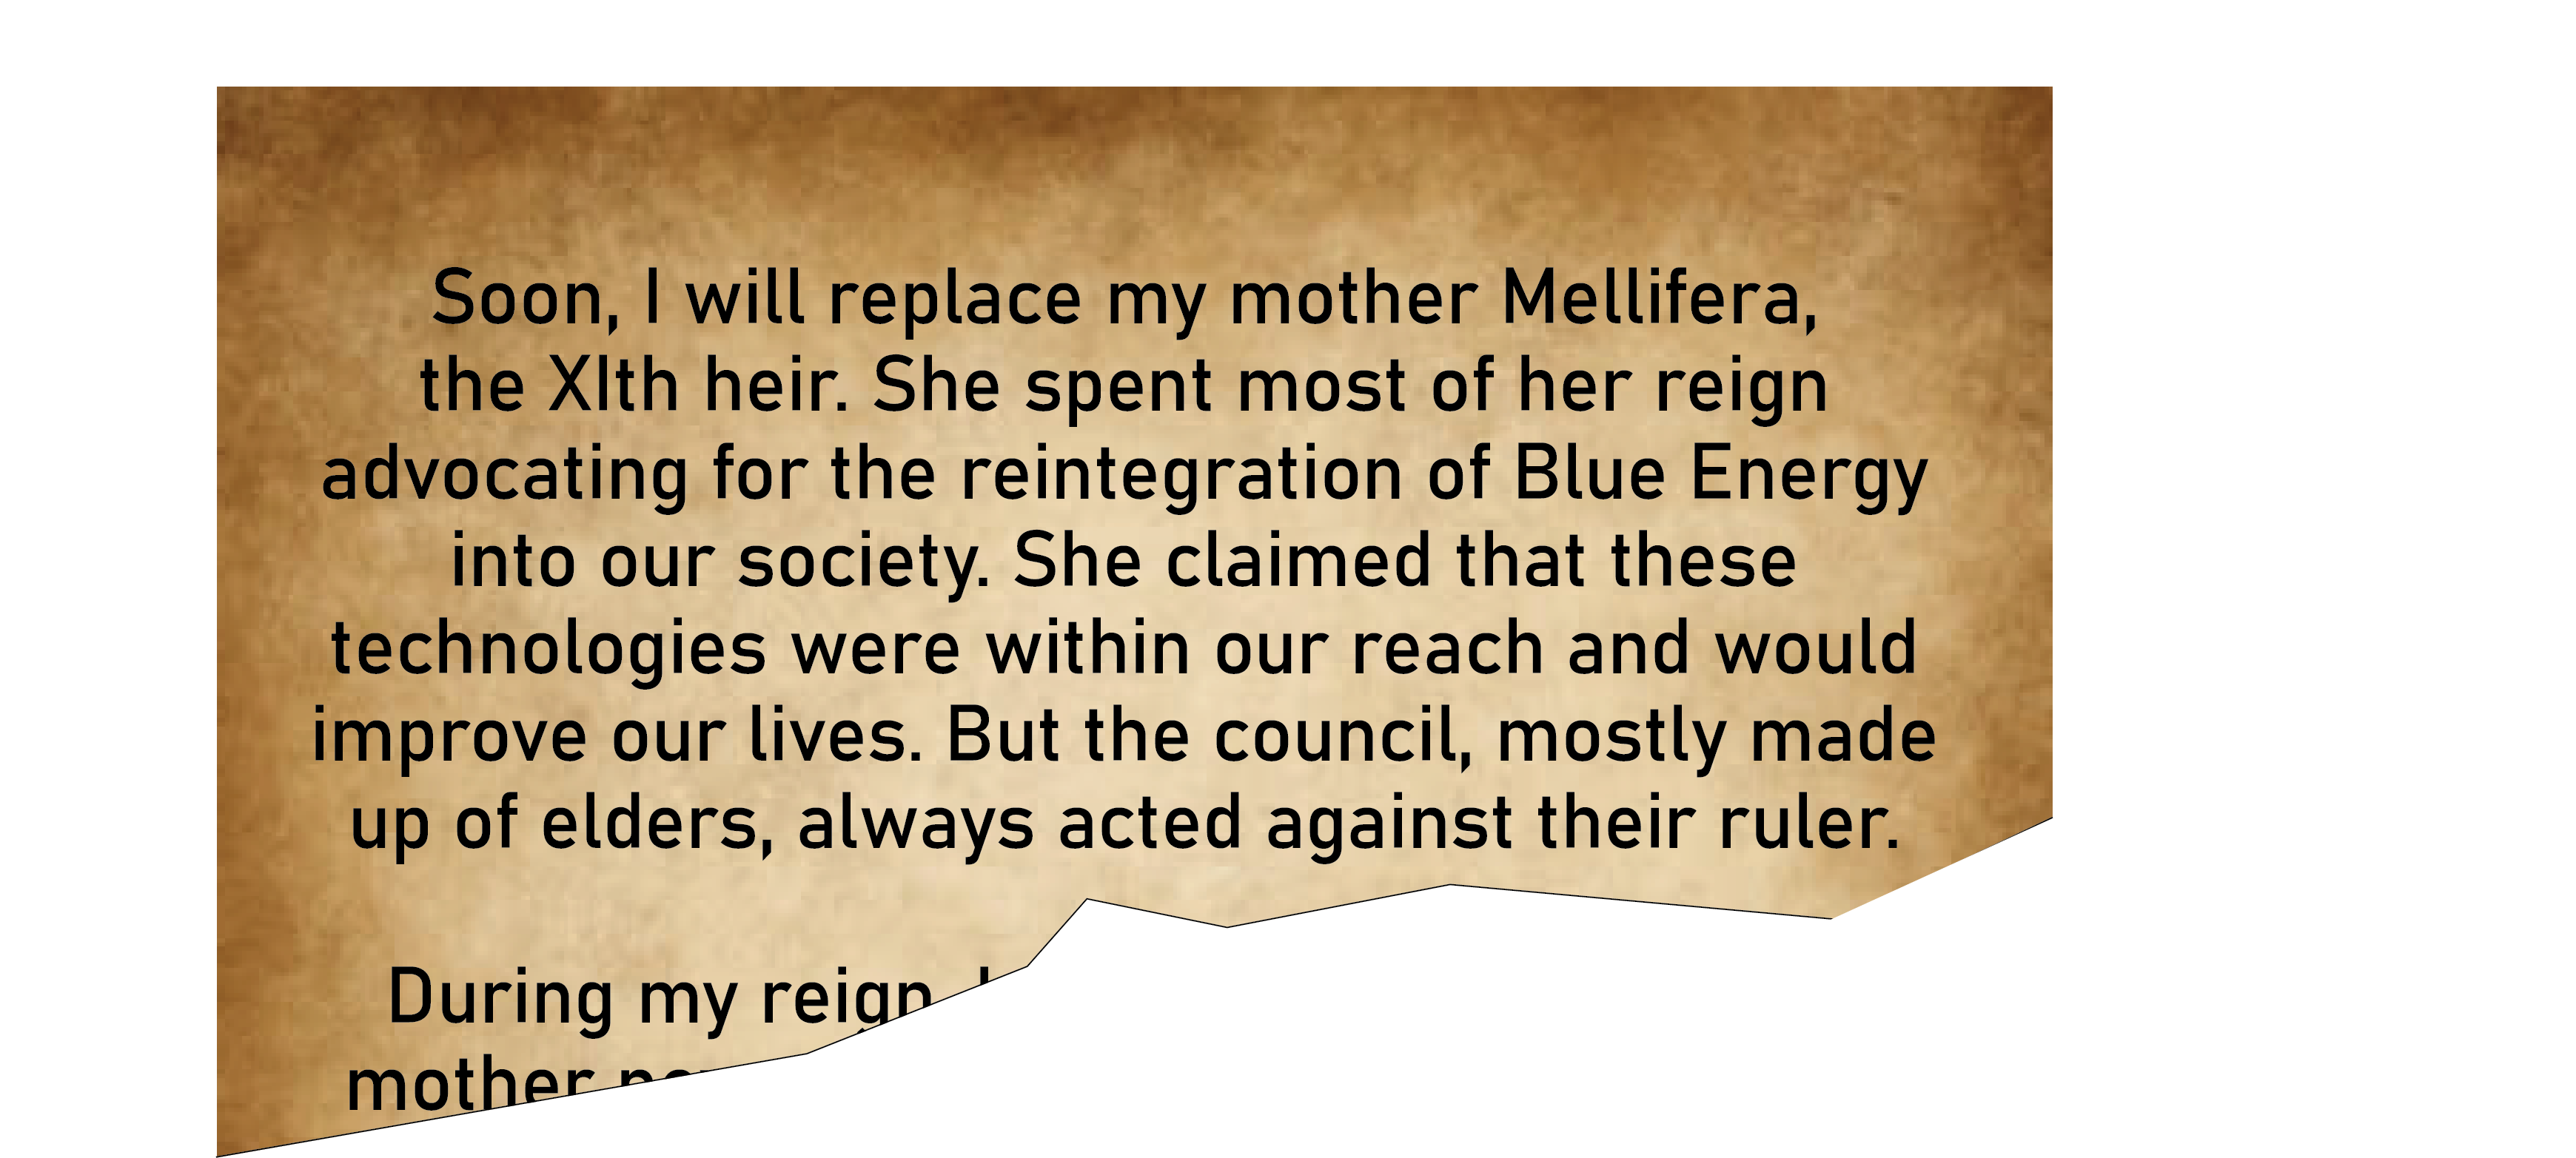 Soon, I will replace my mother Mellifera,
the XIth heir. She spent most of her reign
advocating for the reintegration of Blue Energy
into our society. She claimed that these
technologies were within our reach and would
improve our lives. But the council, mostly made
up of elders, always acted against their ruler.
During my reign
mother